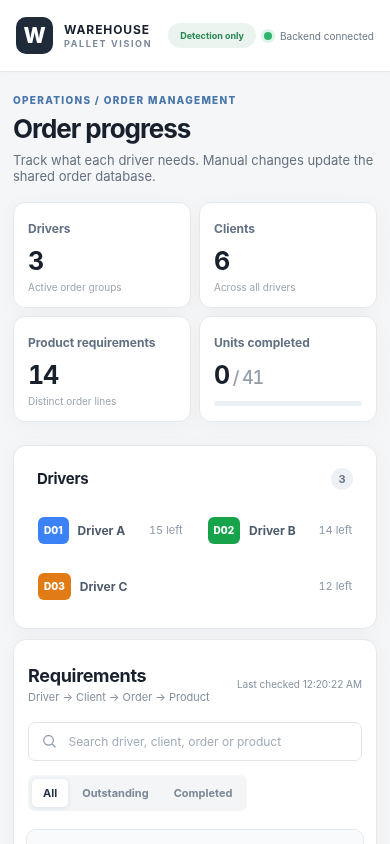 W WAREHOUSE
PALLET VISION
Detection only
Backend connected
OPERATIONS / ORDER MANAGEMENT
Order progress
Track what each driver needs. Manual changes update the
shared order database.
Drivers
3
Active order groups
Clients
6
Across all drivers
Product requirements
14
Distinct order lines
Units completed
0 / 41
Drivers 3
D01 Driver A 15 left
D02 Driver B 14 left
D03 Driver C 12 left
Requirements
Driver → Client → Order → Product
Last checked 12:20:22 AM
Search driver, client, order or product
All Outstanding Completed